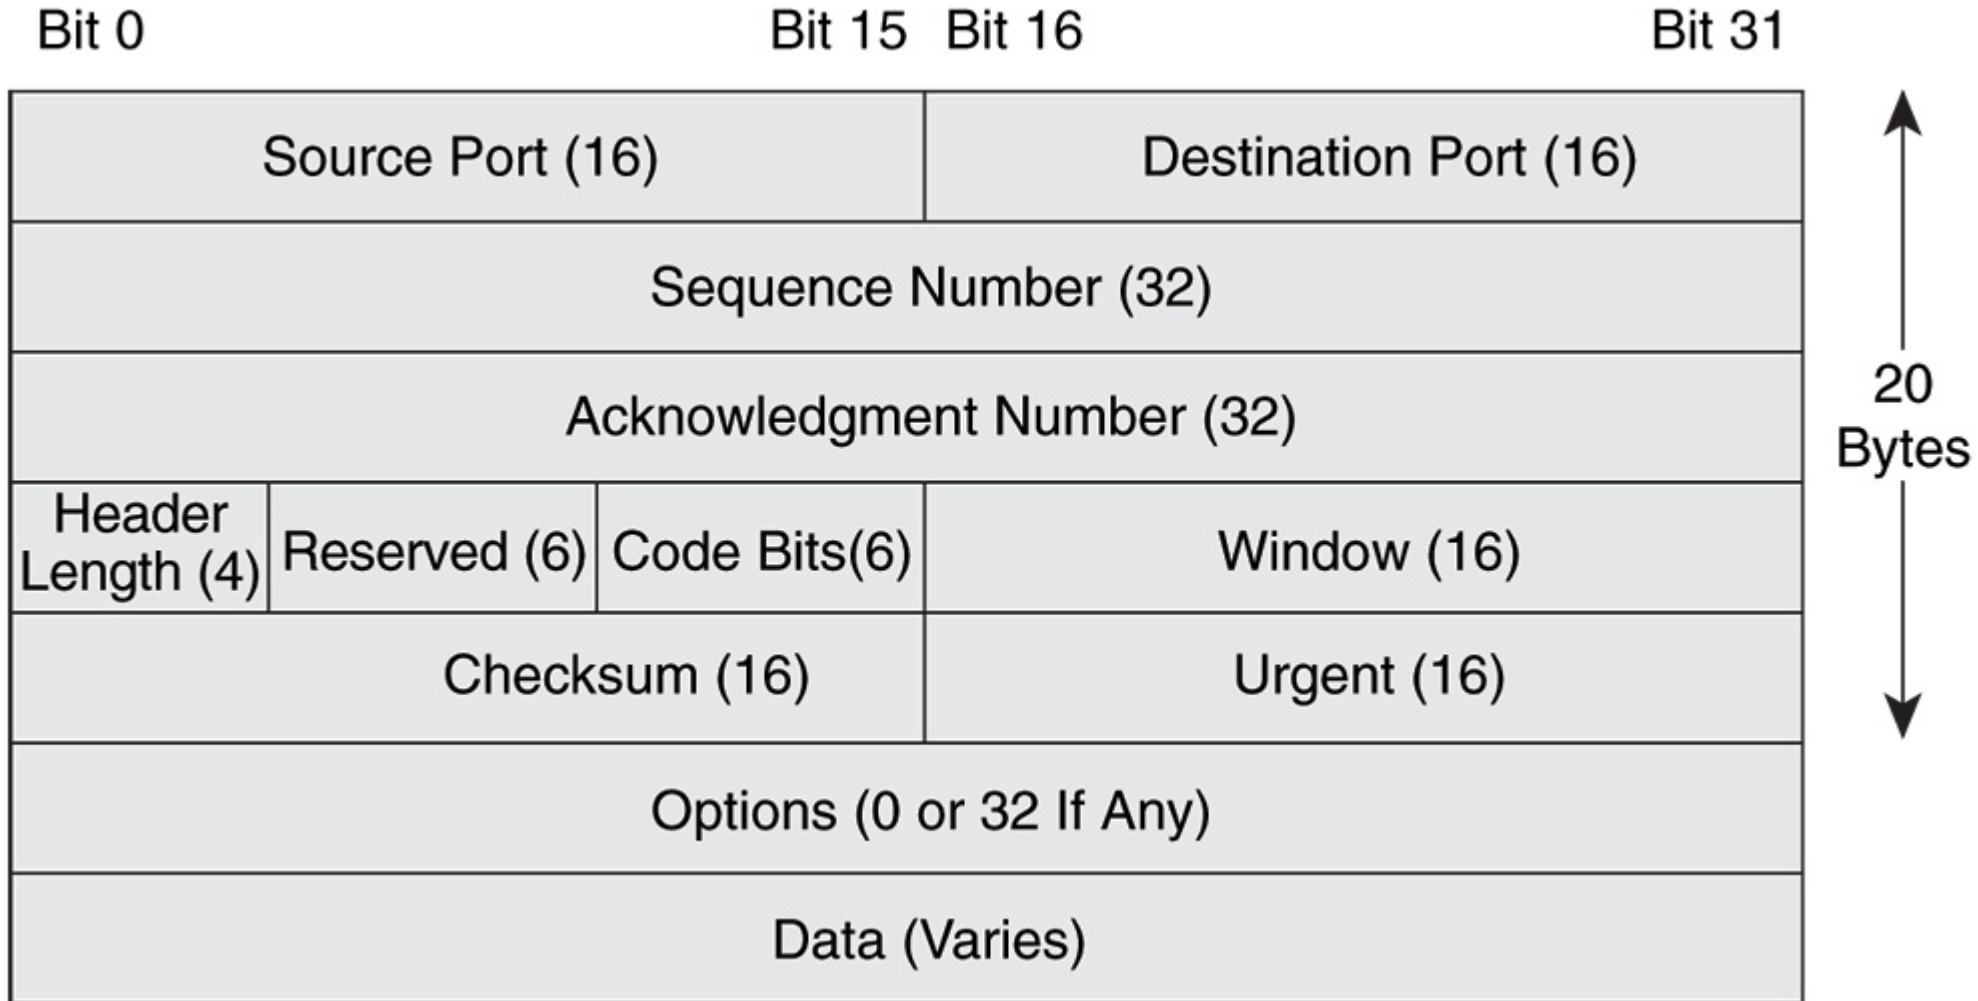 Bit 0
Bit 15
Bit 16
Bit 31
Source Port (16)
Destination Port (16)
Sequence Number (32)
Acknowledgment Number (32)
20
Bytes
Header
Length (4)
Reserved (6)
Code Bits(6)
Window (16)
Checksum (16)
Urgent (16)
Options (0 or 32 If Any)
Data (Varies)